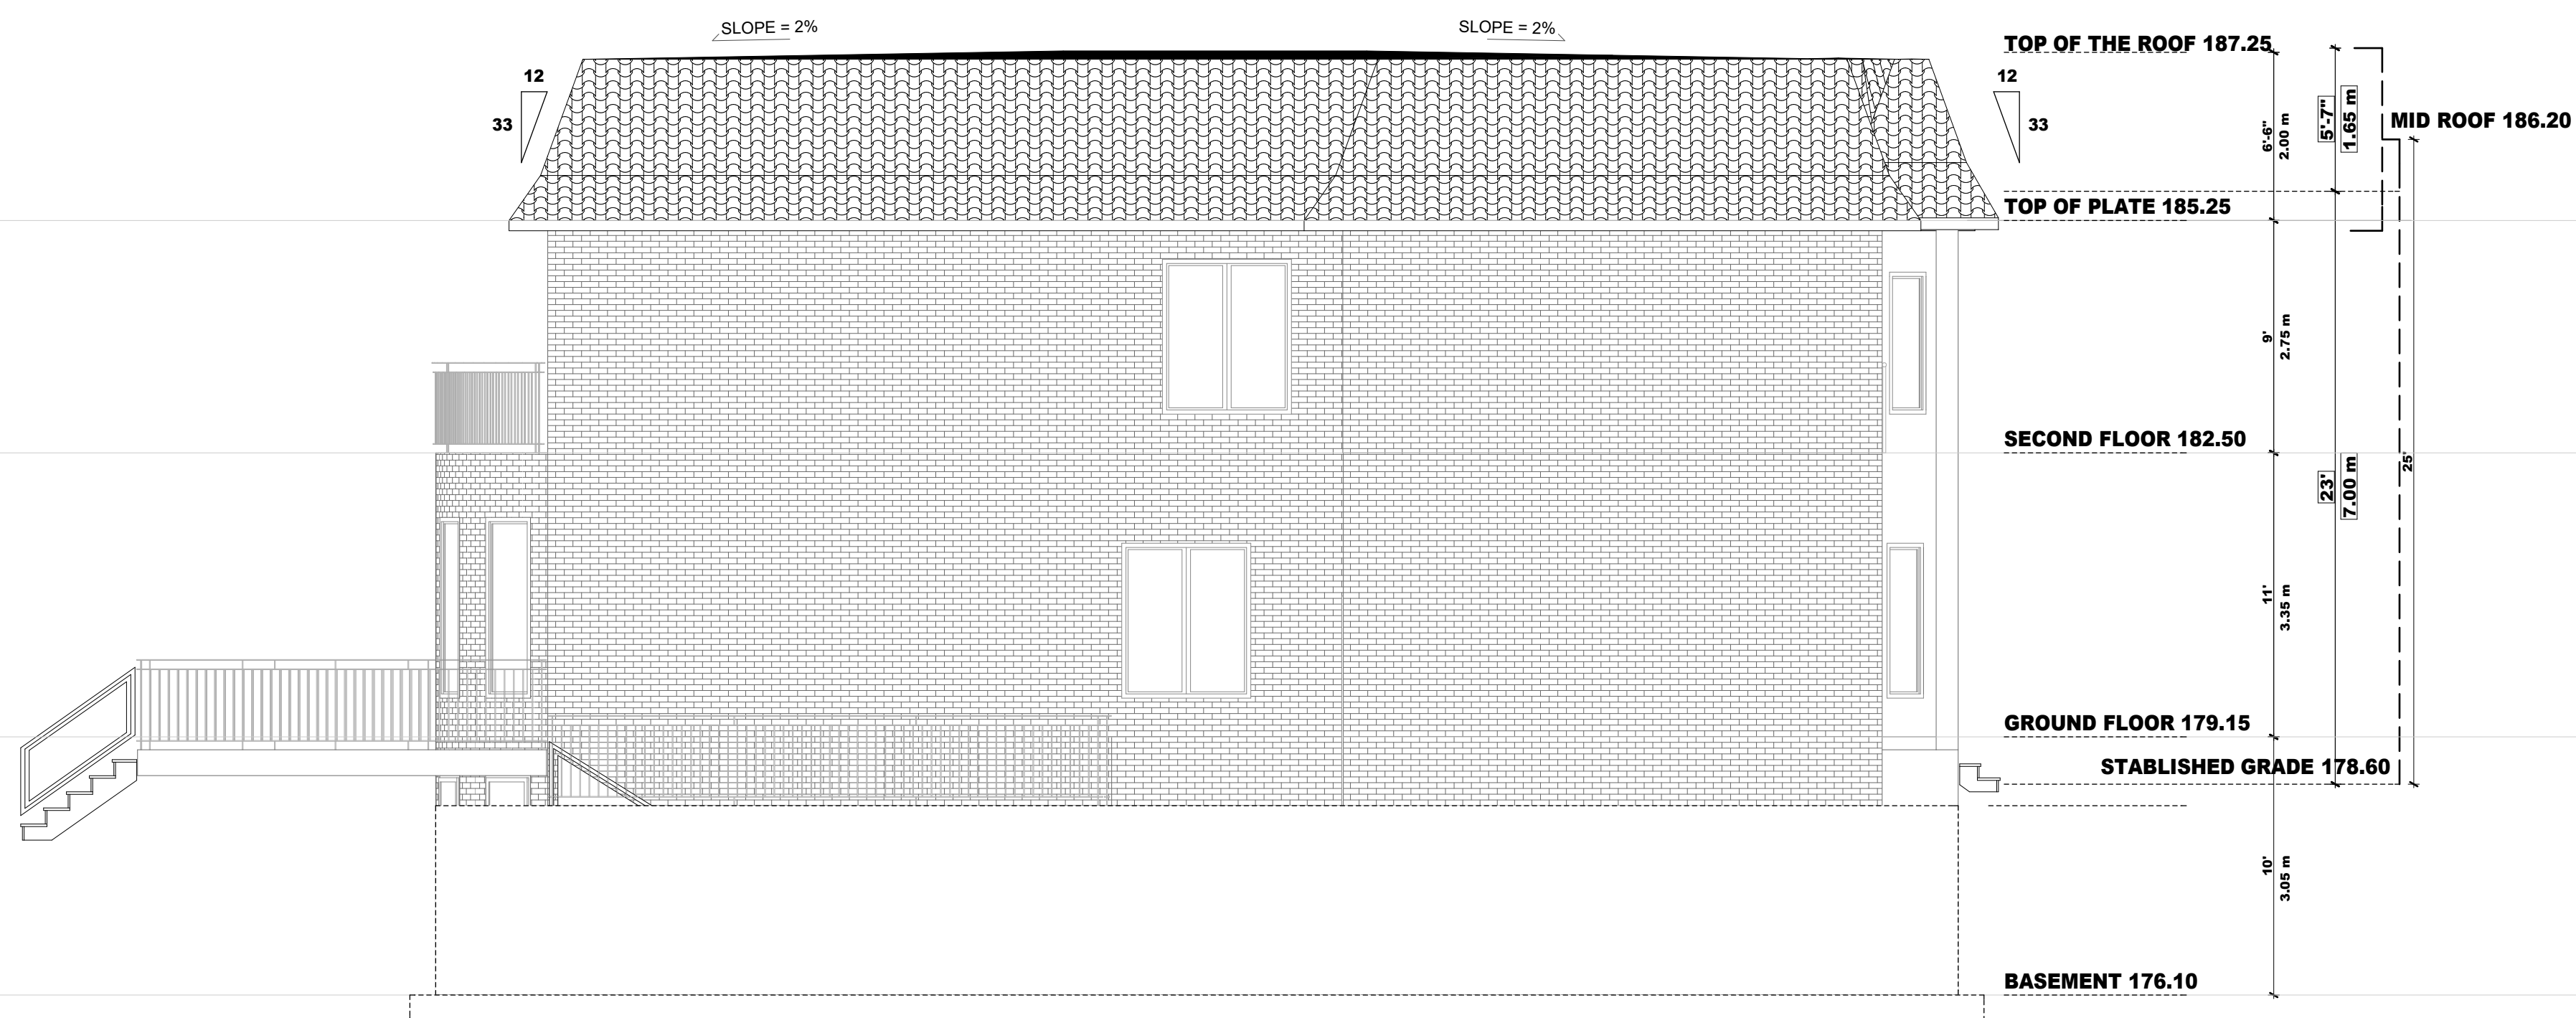 SLOPE = 2%
SLOPE = 2%
12
33
12
33
TOP OF THE ROOF 187.25
MID ROOF 186.20
TOP OF PLATE 185.25
SECOND FLOOR 182.50
GROUND FLOOR 179.15
STABLISHED GRADE 178.60
BASEMENT 176.10
6'-6"
2.00 m
5'-7"
1.65 m
9'
2.75 m
23'
7.00 m
25'
11'
3.35 m
10'
3.05 m